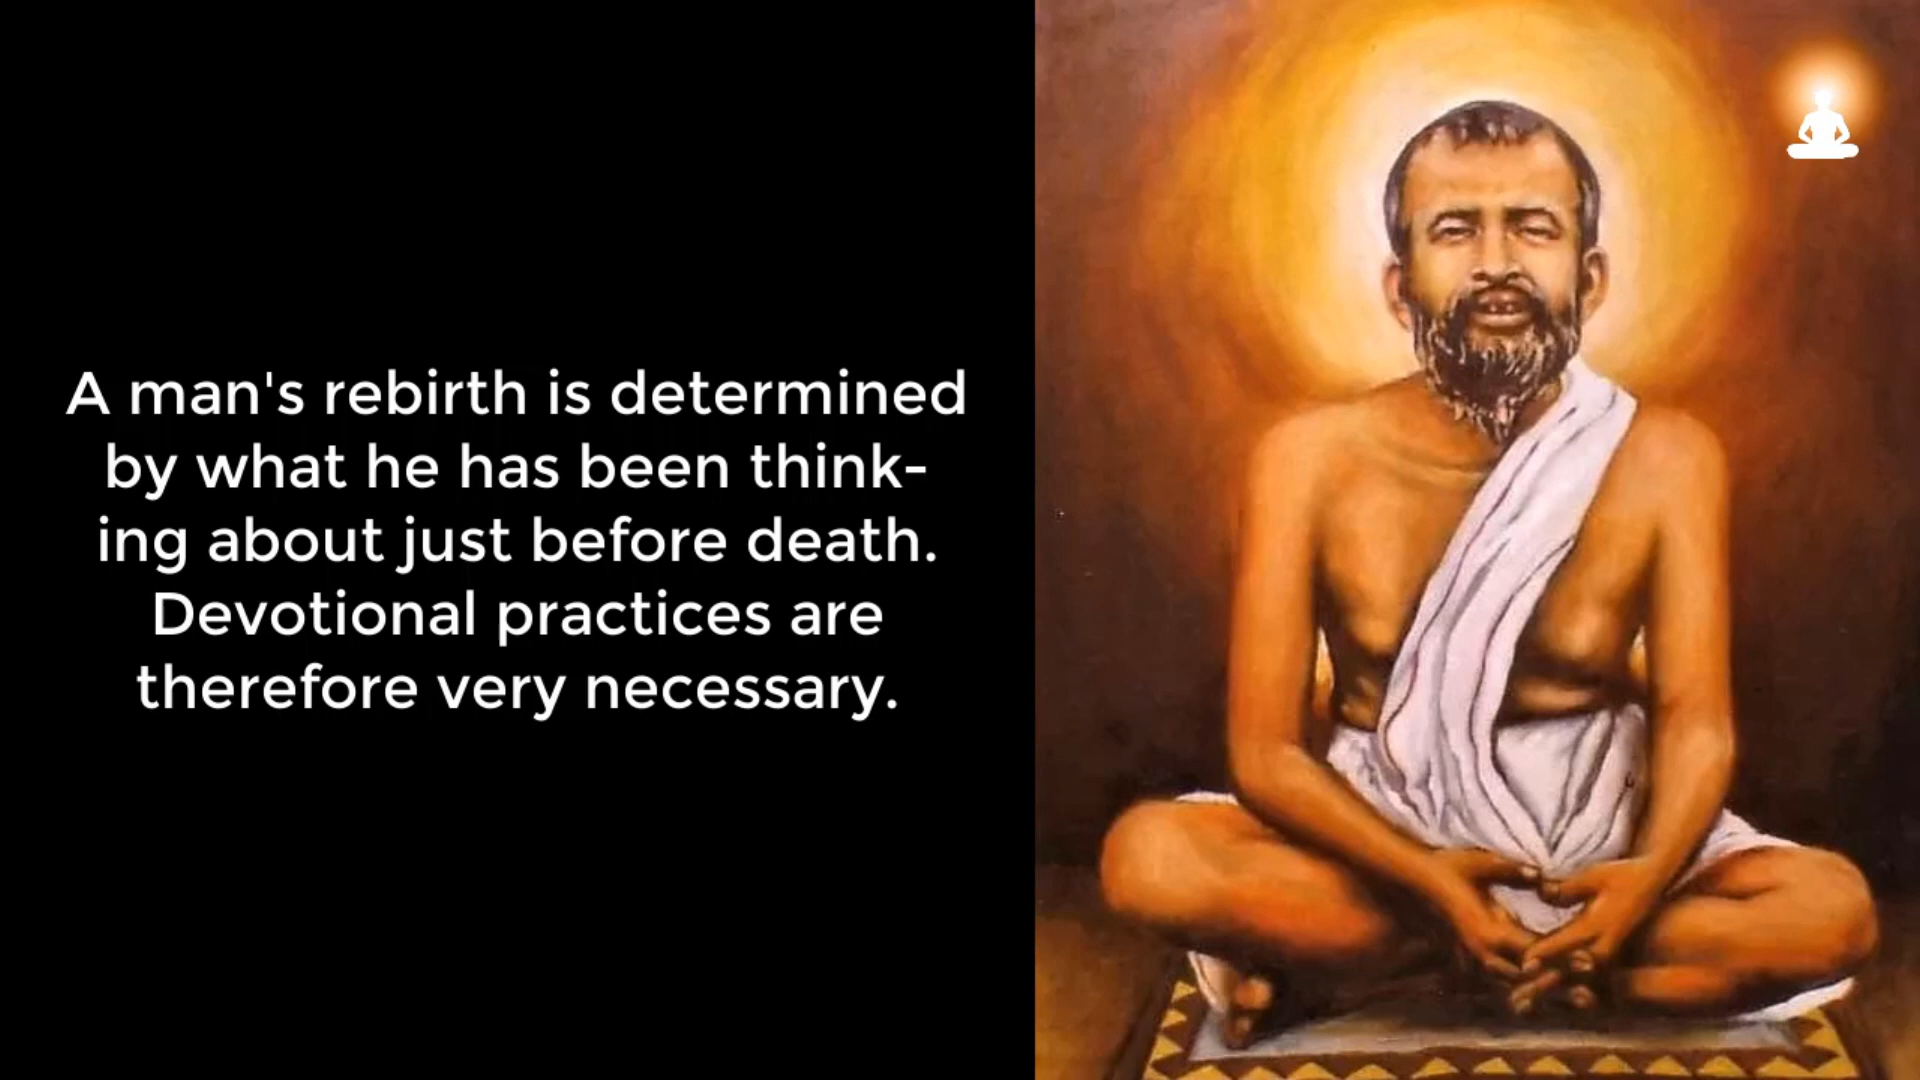 A man's rebirth is determined
by what he has been think-
ing about just before death.
Devotional practices are
therefore very necessary.